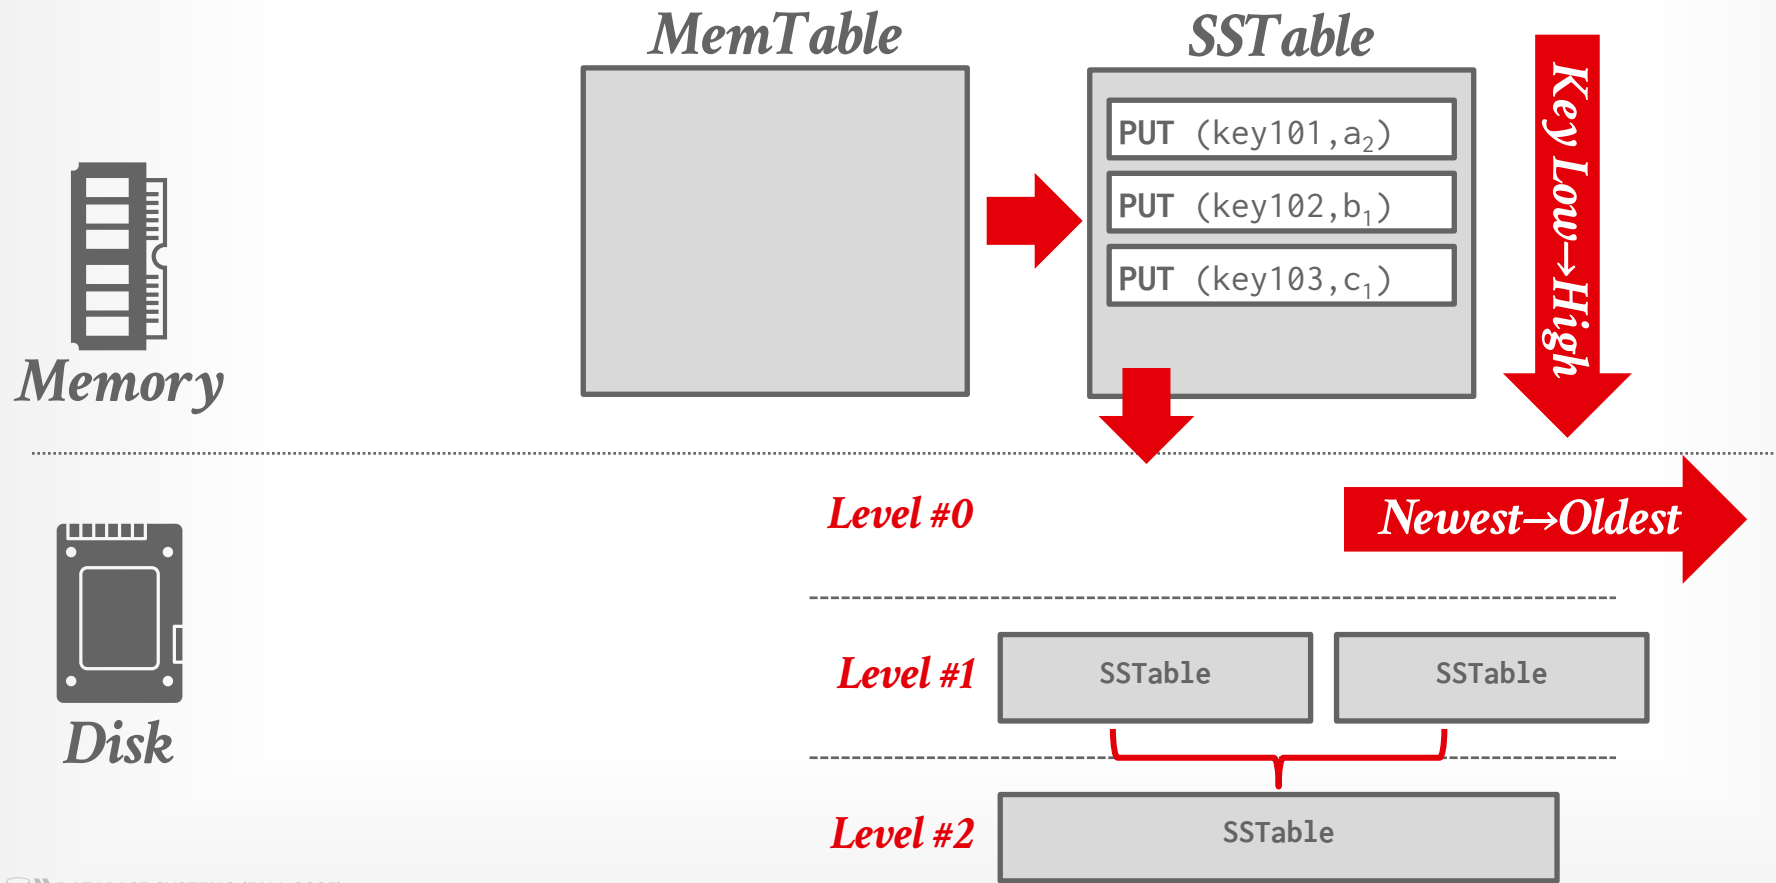 MemTable
SSTable
PUT (key101,a₂)
PUT (key102,b₁)
PUT (key103,c₁)
Key Low→High
Memory
Level #0
Newest→Oldest
Level #1
SSTable
SSTable
Disk
Level #2
SSTable